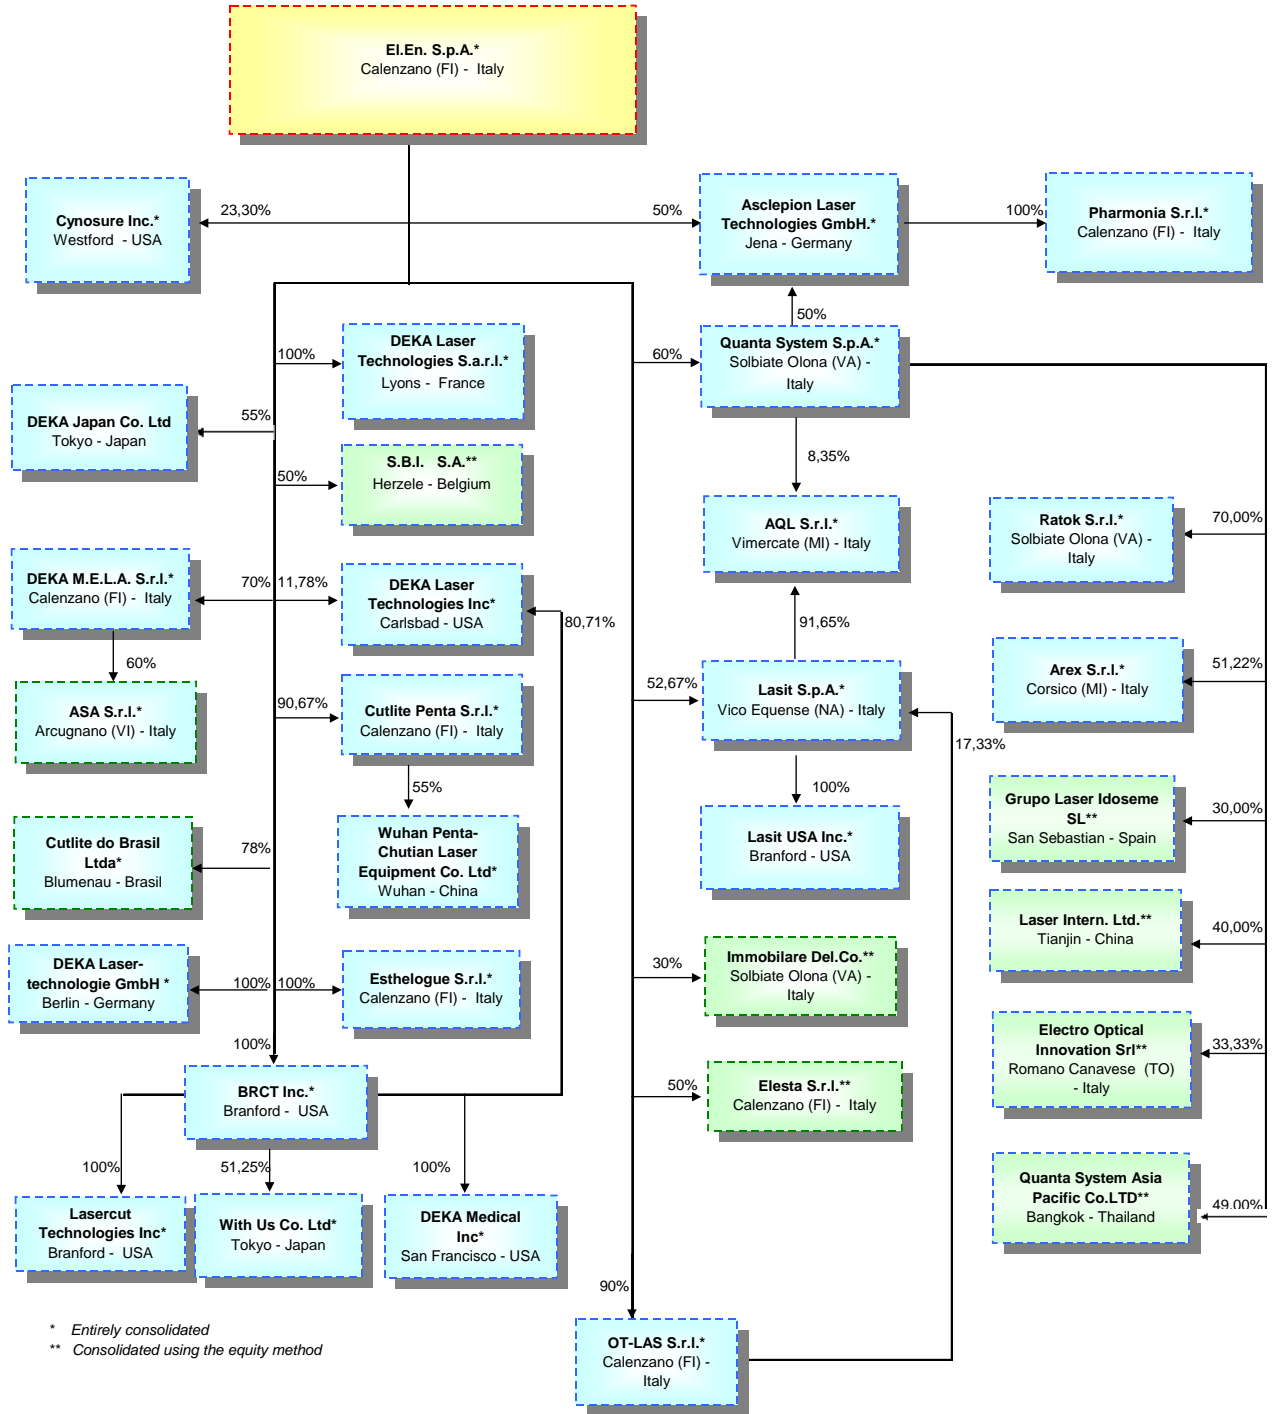 El.En. S.p.A.*
Calenzano (FI) - Italy
Cynosure Inc.*
Westford - USA
23,30%
50%
Asclepion Laser
Technologies GmbH.*
Jena - Germany
100%
Pharmonia S.r.l.*
Calenzano (FI) - Italy
50%
100%
DEKA Laser
Technologies S.a.r.l.*
Lyons - France
60%
Quanta System S.p.A.*
Solbiate Olona (VA) -
Italy
DEKA Japan Co. Ltd
Tokyo - Japan
55%
50%
S.B.I. S.A.**
Herzele - Belgium
8,35%
AQL S.r.l.*
Vimercate (MI) - Italy
Ratok S.r.l.*
Solbiate Olona (VA) -
Italy
70,00%
DEKA M.E.L.A. S.r.l.*
Calenzano (FI) - Italy
70%
11,78%
DEKA Laser
Technologies Inc*
Carlsbad - USA
80,71%
91,65%
60%
ASA S.r.l.*
Arcugnano (VI) - Italy
90,67%
Cutlite Penta S.r.l.*
Calenzano (FI) - Italy
52,67%
Lasit S.p.A.*
Vico Equense (NA) - Italy
17,33%
Arex S.r.l.*
Corsico (MI) - Italy
51,22%
55%
100%
Cutlite do Brasil
Ltda*
Blumenau - Brasil
78%
Wuhan Penta-
Chutian Laser
Equipment Co. Ltd*
Wuhan - China
Lasit USA Inc.*
Branford - USA
Grupo Laser Idoseme
SL**
San Sebastian - Spain
30,00%
Laser Intern. Ltd.**
Tianjin - China
40,00%
DEKA Laser-
technologie GmbH *
Berlin - Germany
100%
100%
Esthelogue S.r.l.*
Calenzano (FI) - Italy
30%
Immobilare Del.Co.**
Solbiate Olona (VA) -
Italy
Electro Optical
Innovation Srl**
Romano Canavese (TO)
- Italy
33,33%
100%
BRCT Inc.*
Branford - USA
50%
Elesta S.r.l.**
Calenzano (FI) - Italy
100%
51,25%
100%
Lasercut
Technologies Inc*
Branford - USA
With Us Co. Ltd*
Tokyo - Japan
DEKA Medical
Inc*
San Francisco - USA
Quanta System Asia
Pacific Co.LTD**
Bangkok - Thailand
49,00%
90%
OT-LAS S.r.l.*
Calenzano (FI) -
Italy
* Entirely consolidated
** Consolidated using the equity method